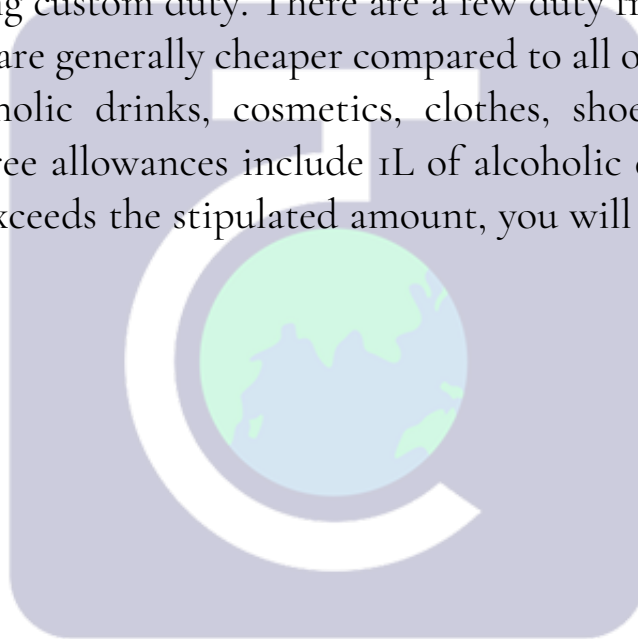 g custom duty. There are a few duty fr
are generally cheaper compared to all o
holic drinks, cosmetics, clothes, shoe
ree allowances include 1L of alcoholic
xceeds the stipulated amount, you will